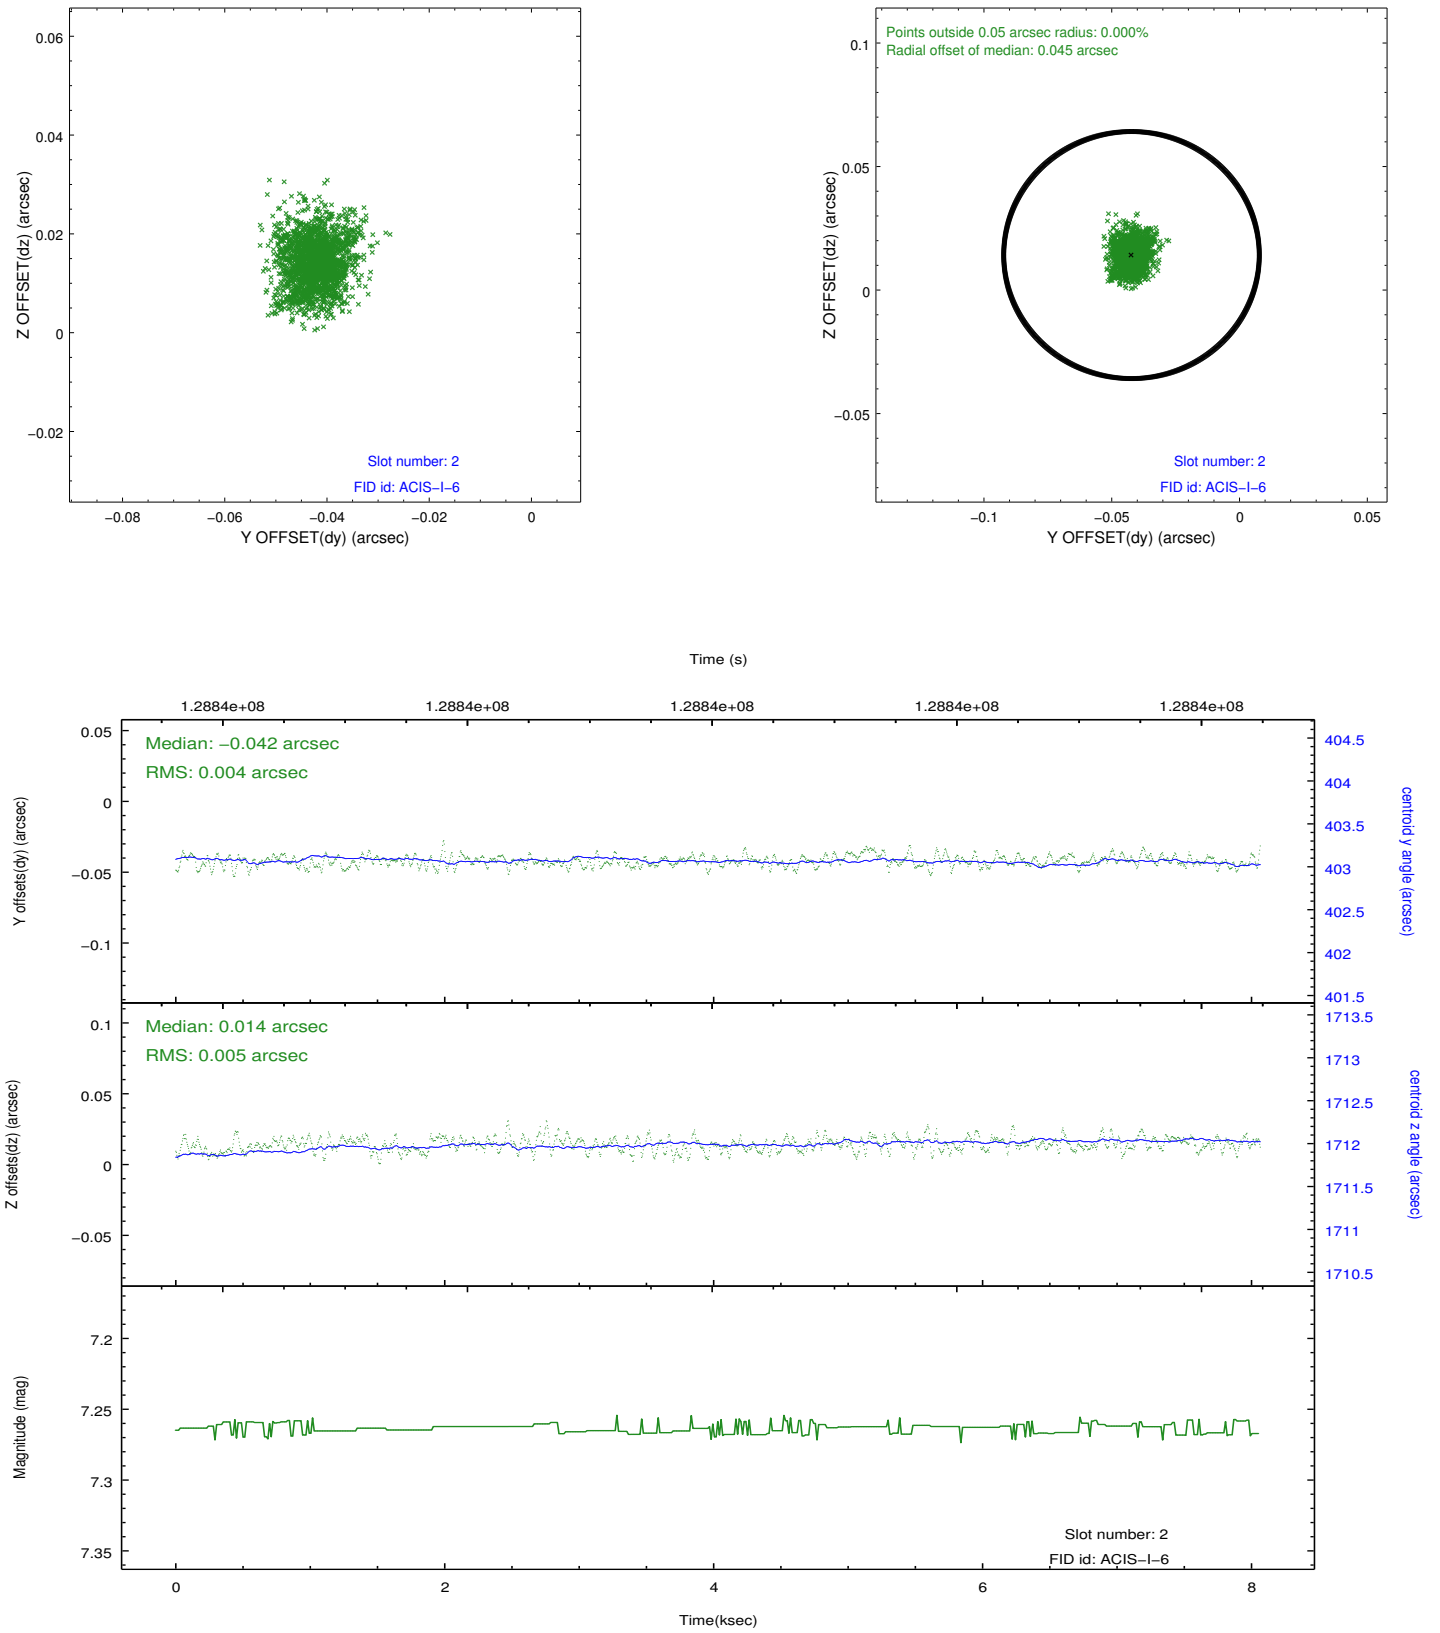 0.06
0.04
0.02
0
−0.02
Z OFFSET(dz) (arcsec)
Slot number: 2
FID id: ACIS−I−6
−0.08 −0.06 −0.04 −0.02 0
Y OFFSET(dy) (arcsec)
Points outside 0.05 arcsec radius: 0.000%
Radial offset of median: 0.045 arcsec
0.1
0.05
0
−0.05
Z OFFSET(dz) (arcsec)
Slot number: 2
FID id: ACIS−I−6
−0.1 −0.05 0 0.05
Y OFFSET(dy) (arcsec)
Time (s)
1.2884e+08 1.2884e+08 1.2884e+08 1.2884e+08 1.2884e+08
Median: −0.042 arcsec
RMS: 0.004 arcsec
0.05
0
−0.05
−0.1
Y offsets(dy) (arcsec)
404.5
404
403.5
403
402.5
402
401.5
centroid y angle (arcsec)
Median: 0.014 arcsec
RMS: 0.005 arcsec
0.1
0.05
0
−0.05
Z offsets(dz) (arcsec)
1713.5
1713
1712.5
1712
1711.5
1711
1710.5
centroid z angle (arcsec)
7.2
7.25
7.3
7.35
Magnitude (mag)
Slot number: 2
FID id: ACIS−I−6
0 2 4 6 8
Time(ksec)